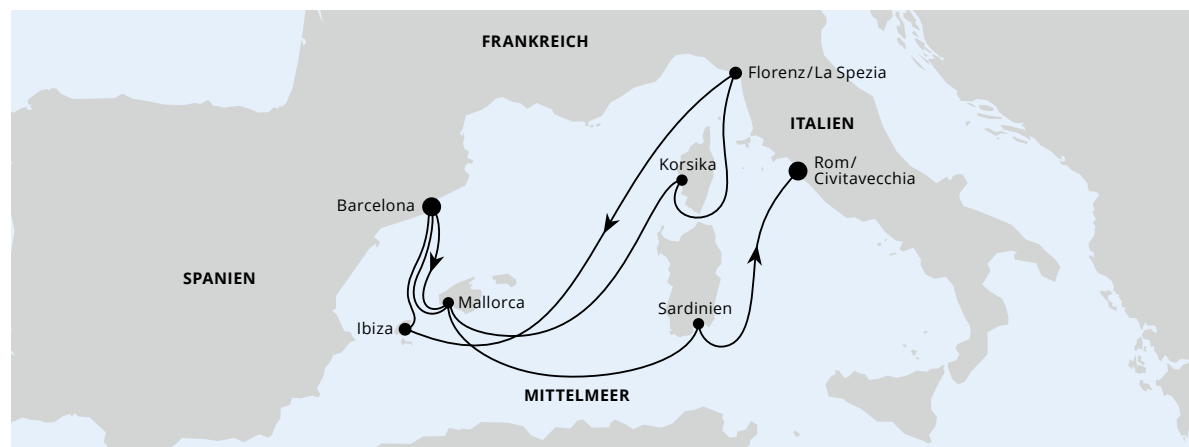 FRANKREICH
Florenz/La Spezia
ITALIEN
Korsika
Rom/
Civitavecchia
Barcelona
SPANIEN
Mallorca
Sardinien
Ibiza
MITTELMEER